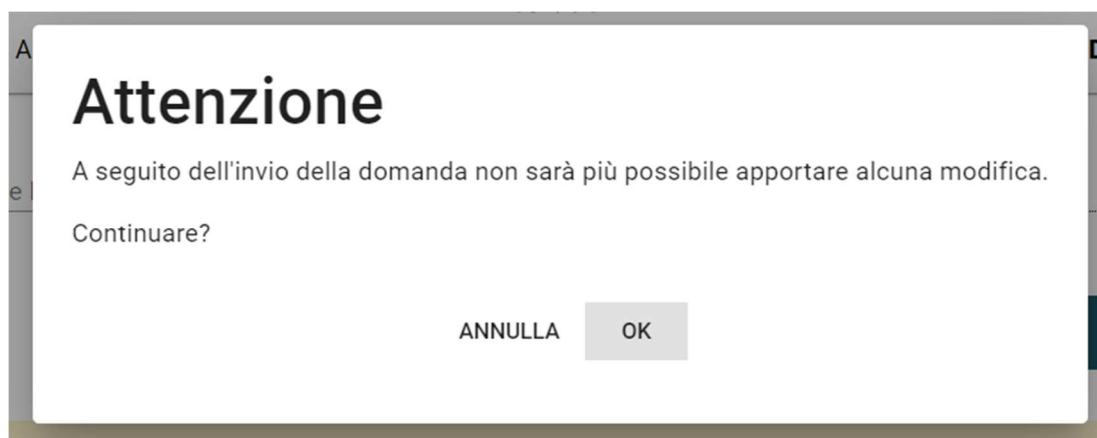 Attenzione
A seguito dell'invio della domanda non sarà più possibile apportare alcuna modifica.
Continuare?
ANNULLA OK